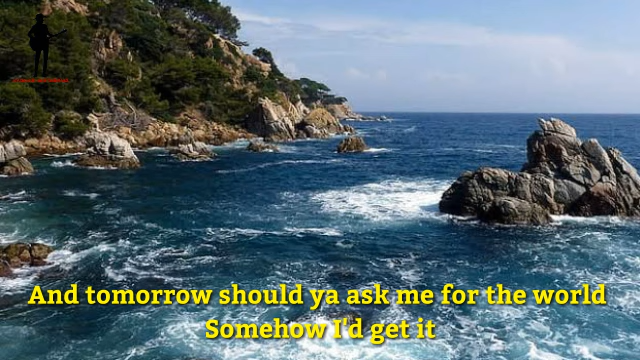 And tomorrow should ya ask me for the world
Somehow I'd get it